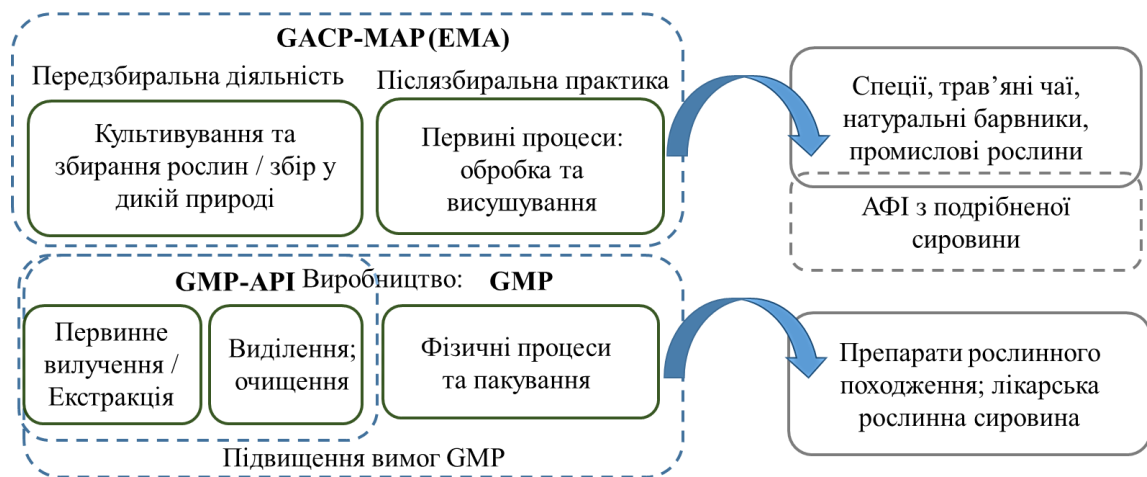 GACP-MAP (EMA)
Передзбиральна діяльність
Післязбиральна практика
Культивування та
збирання рослин / збір у
дикій природі
Первині процеси:
обробка та
висушування
Спеції, трав’яні чаї,
натуральні барвники,
промислові рослини
АФІ з подрібненої
сировини
GMP-API Виробництво: GMP
Первинне
вилучення /
Екстракція
Виділення;
очищення
Фізичні процеси
та пакування
Препарати рослинного
походження; лікарська
рослинна сировина
Підвищення вимог GMP